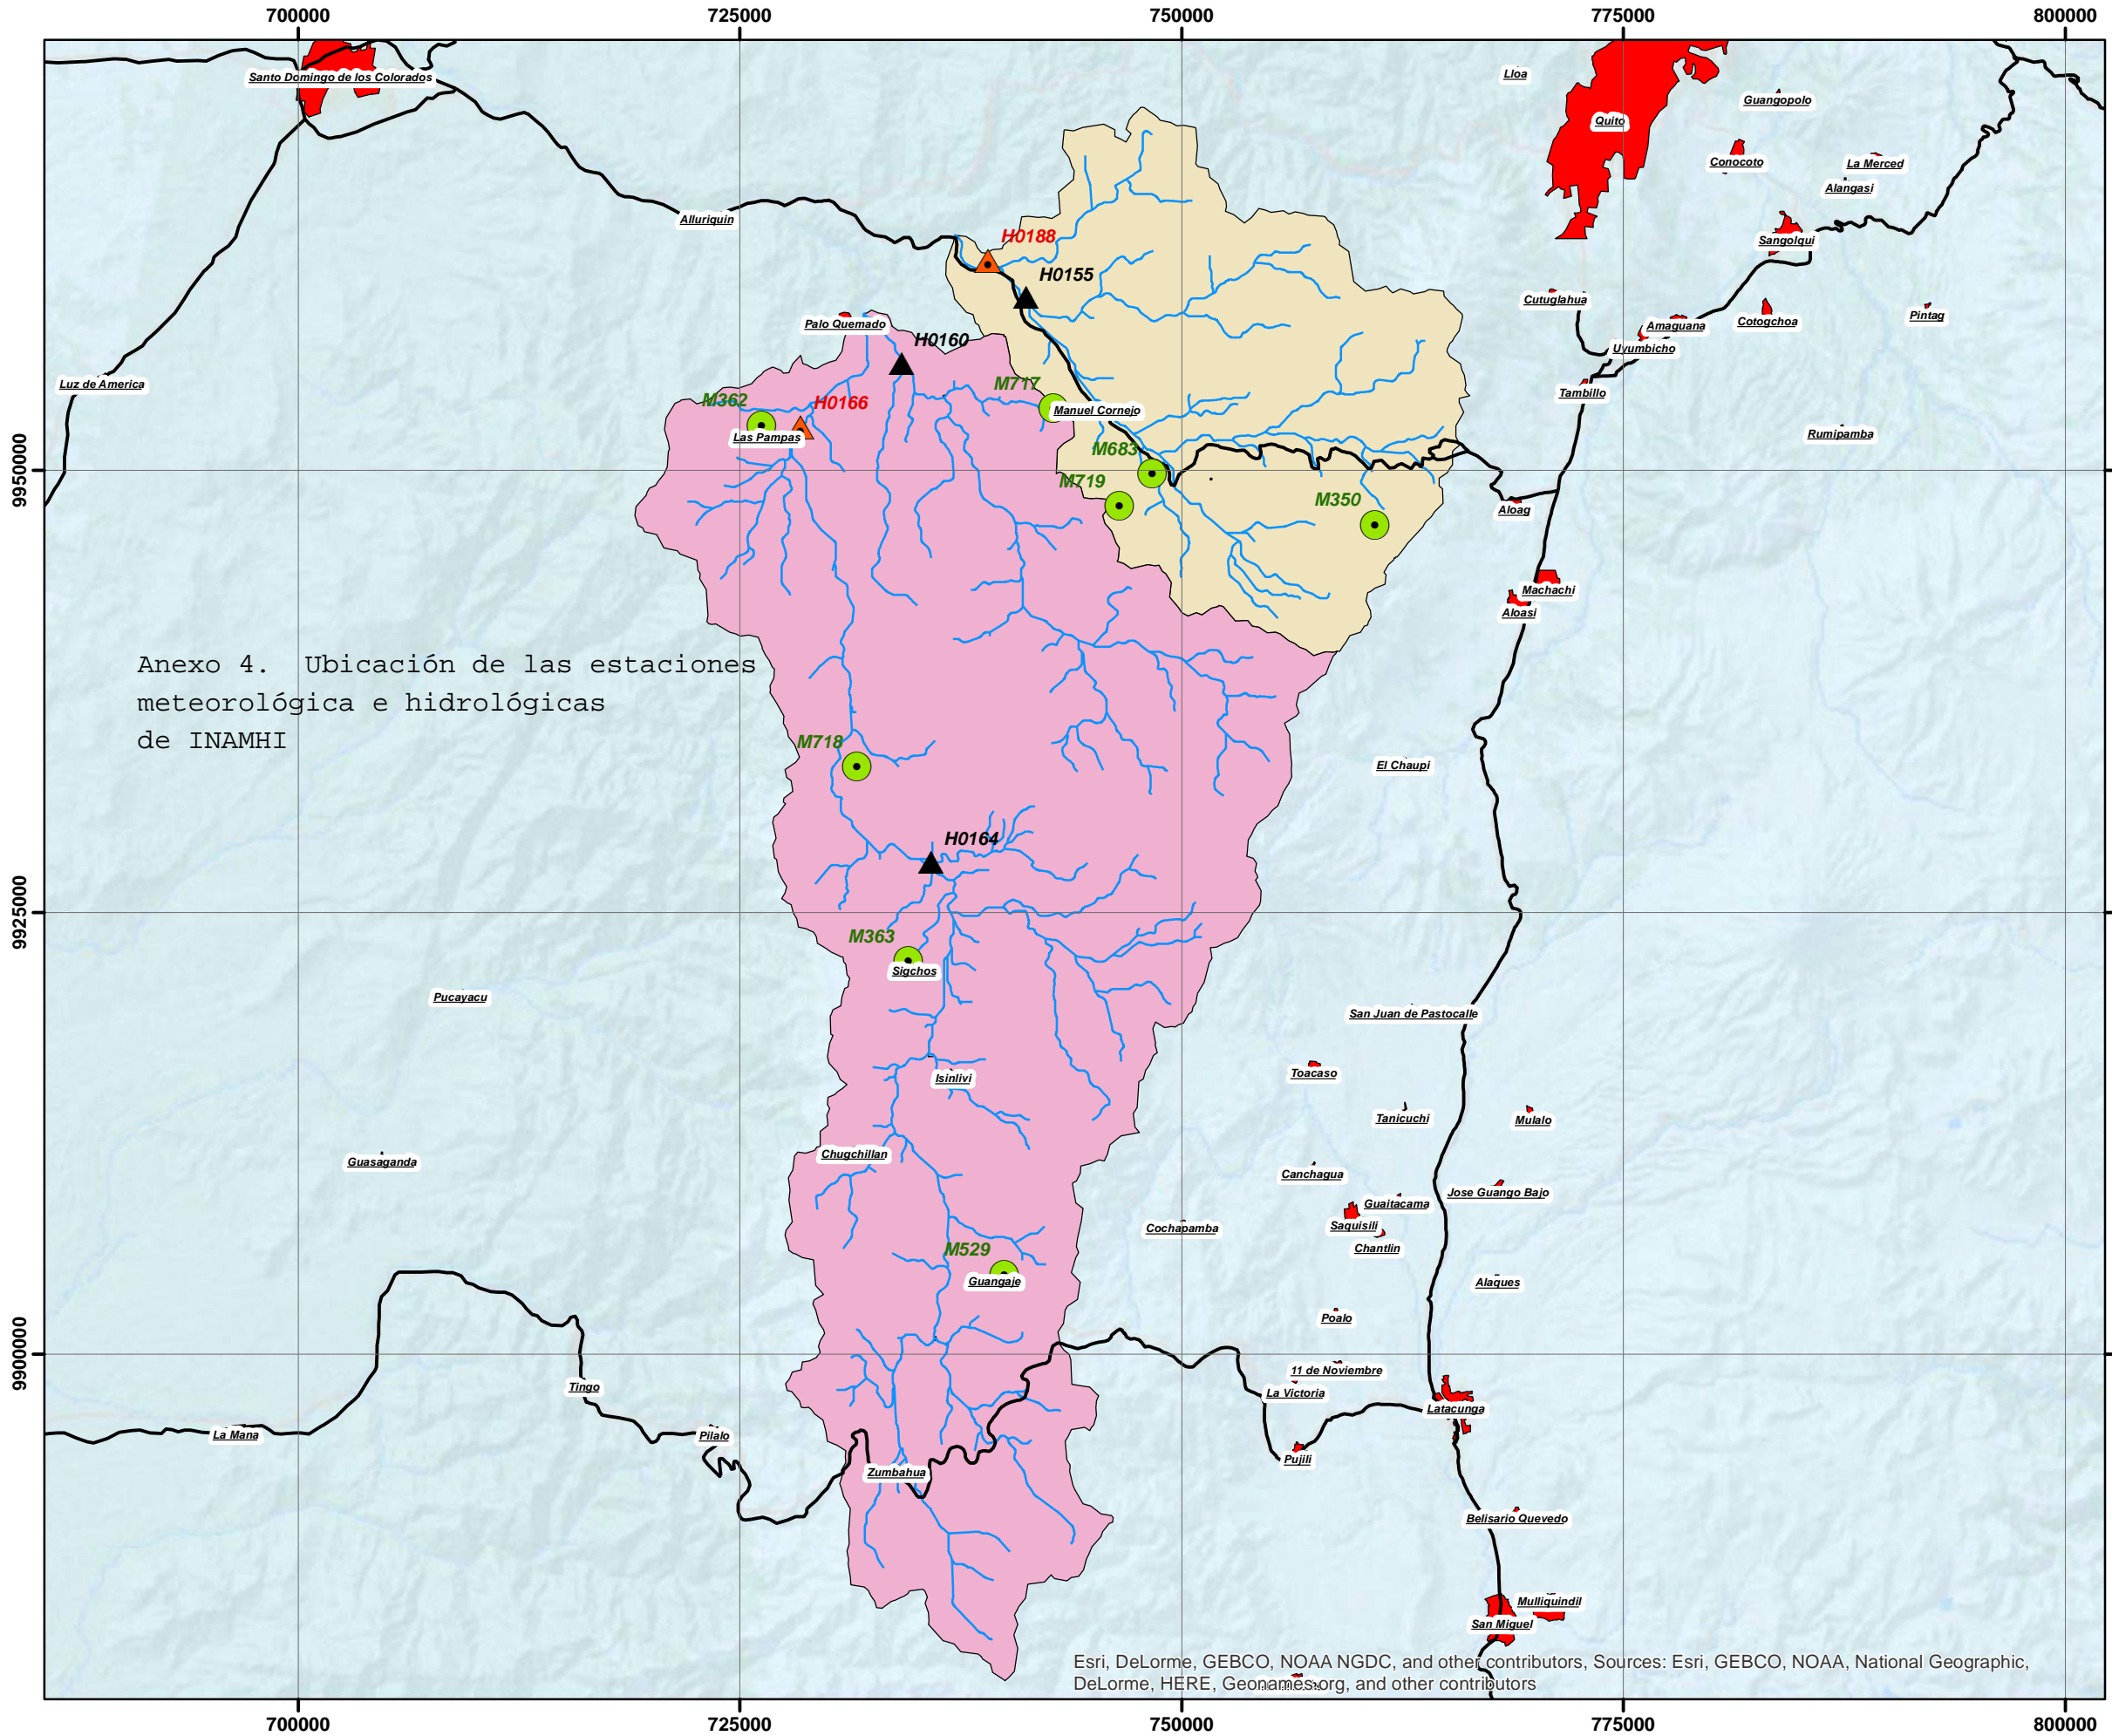 700000
725000
750000
775000
800000
Santo Domingo de los Colorados
Lloa
Guangopolo
Quito
Conocoto
La Merced
Alangasi
Alluriquin
H0188
Sangolqui
H0155
Cutuglahua
Palo Quemado
Amaguana
Cotogchoa
Pintag
H0160
Uyumbicho
Luz de America
M717
Tambillo
M362
H0166
Manuel Cornejo
Las Pampas
Rumipamba
M683
9950000
M719
M350
Aloag
Machachi
Aloasi
Anexo 4. Ubicación de las estaciones
meteorológica e hidrológicas
de INAMHI
M718
El Chaupi
H0164
9925000
M363
Sigchos
Pucayacu
San Juan de Pastocalle
Toacaso
Isinlivi
Tanicuchi
Mulalo
Chugchillan
Guasaganda
Canchagua
Jose Guango Bajo
Guaitacama
Cochapamba
Saquisili
M529
Chantlin
Guangaje
Alaques
Poalo
9900000
11 de Noviembre
Tingo
La Victoria
Latacunga
La Mana
Pilalo
Pujili
Zumbahua
Belisario Quevedo
Mulliquindil
San Miguel
Esri, DeLorme, GEBCO, NOAA NGDC, and other contributors, Sources: Esri, GEBCO, NOAA, National Geographic,
DeLorme, HERE, Geonames.org, and other contributors
700000
725000
750000
775000
800000